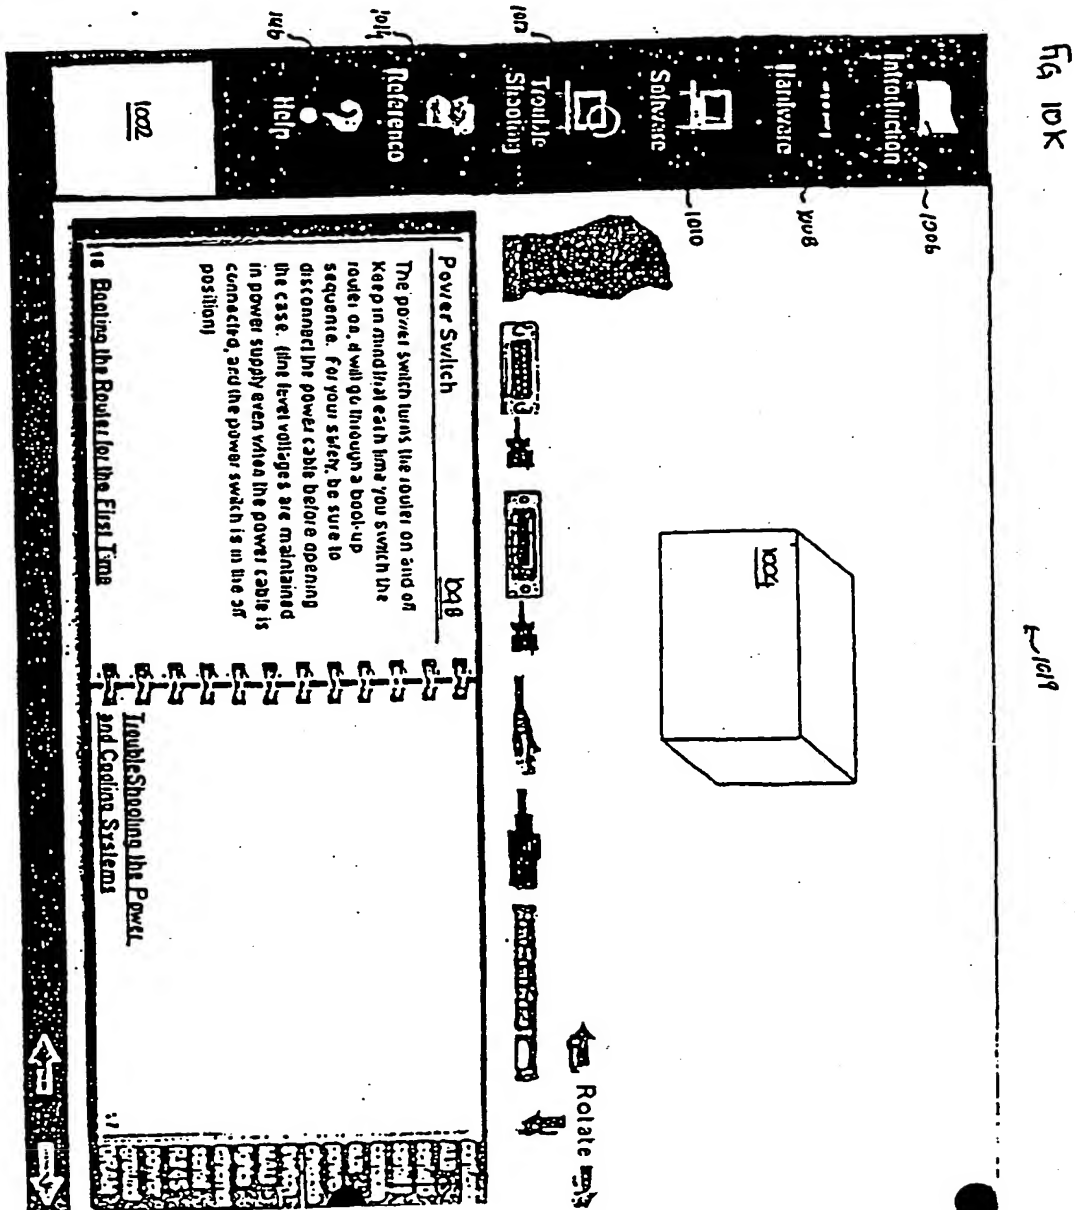 FIG 10K
1019
Introduction
1006
Hardware
1008
Software
1010
Trouble
Shooting
1012
Reference
1014
Help
1002
1004
Rotate
Power Switch
1098
The power switch turns the router on and off
Keep in mind that each time you switch the
router on, it will go through a boot-up
sequence. For your safety, be sure to
disconnect the power cable before opening
the case. (line level voltages are maintained
in power supply even when the power cable is
connected, and the power switch is in the off
position)
Booting the Router for the First Time
TroubleShooting the Power
and Cooling Systems
17
RJ45